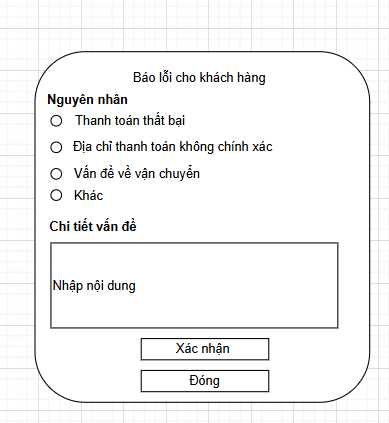 Báo lỗi cho khách hàng
Nguyên nhân
Thanh toán thất bại
Địa chỉ thanh toán không chính xác
Vấn đề về vận chuyển
Khác
Chi tiết vấn đề
Nhập nội dung
Xác nhận
Đóng